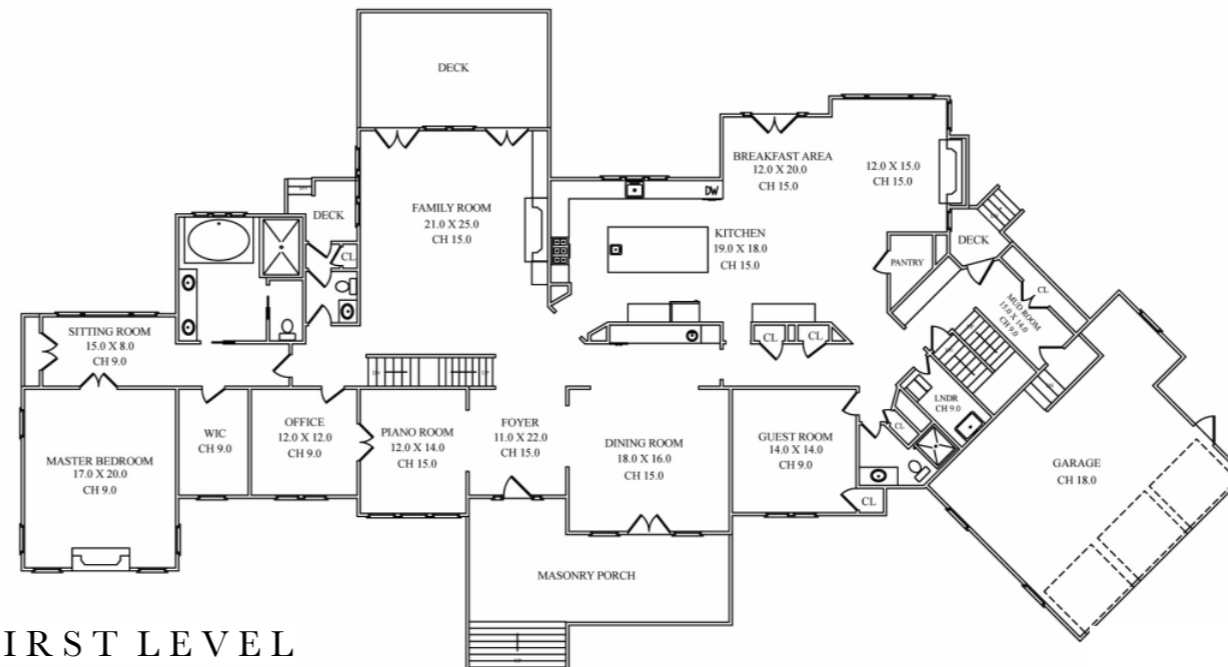 DECK
BREAKFAST AREA
12.0 X 20.0
CH 15.0
12.0 X 15.0
CH 15.0
DW
FAMILY ROOM
21.0 X 25.0
CH 15.0
DECK
CL
KITCHEN
19.0 X 18.0
CH 15.0
PANTRY
DECK
CL
MUD ROOM
15.0 X 14.0
CH 9.0
SITTING ROOM
15.0 X 8.0
CH 9.0
CL
CL
MASTER BEDROOM
17.0 X 20.0
CH 9.0
WIC
CH 9.0
OFFICE
12.0 X 12.0
CH 9.0
PIANO ROOM
12.0 X 14.0
CH 15.0
FOYER
11.0 X 22.0
CH 15.0
DINING ROOM
18.0 X 16.0
CH 15.0
GUEST ROOM
14.0 X 14.0
CH 9.0
LNDR
CH 9.0
CL
CL
GARAGE
CH 18.0
MASONRY PORCH
IRST LEVEL